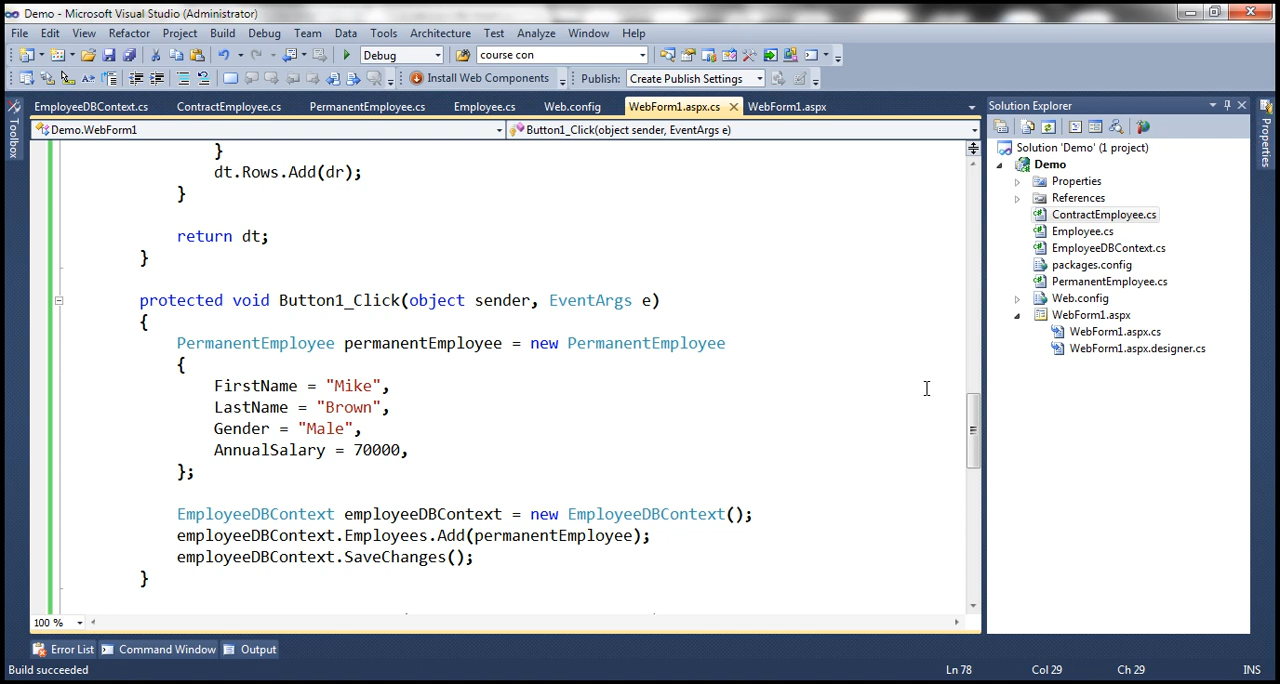 Demo - Microsoft Visual Studio (Administrator)
File Edit View Refactor Project Build Debug Team Data Tools Architecture Test Analyze Window Help
Debug course con
Install Web Components Publish: Create Publish Settings
EmployeeDBContext.cs ContractEmployee.cs PermanentEmployee.cs Employee.cs Web.config WebForm1.aspx.cs WebForm1.aspx
Demo.WebForm1 Button1_Click(object sender, EventArgs e)
}
dt.Rows.Add(dr);
}
return dt;
}
protected void Button1_Click(object sender, EventArgs e)
{
PermanentEmployee permanentEmployee = new PermanentEmployee
{
FirstName = "Mike",
LastName = "Brown",
Gender = "Male",
AnnualSalary = 70000,
};
EmployeeDBContext employeeDBContext = new EmployeeDBContext();
employeeDBContext.Employees.Add(permanentEmployee);
employeeDBContext.SaveChanges();
}
100 %
Toolbox
Solution Explorer
Solution 'Demo' (1 project)
Demo
Properties
References
ContractEmployee.cs
Employee.cs
EmployeeDBContext.cs
packages.config
PermanentEmployee.cs
Web.config
WebForm1.aspx
WebForm1.aspx.cs
WebForm1.aspx.designer.cs
Properties
Error List Command Window Output
Build succeeded Ln 78 Col 29 Ch 29 INS